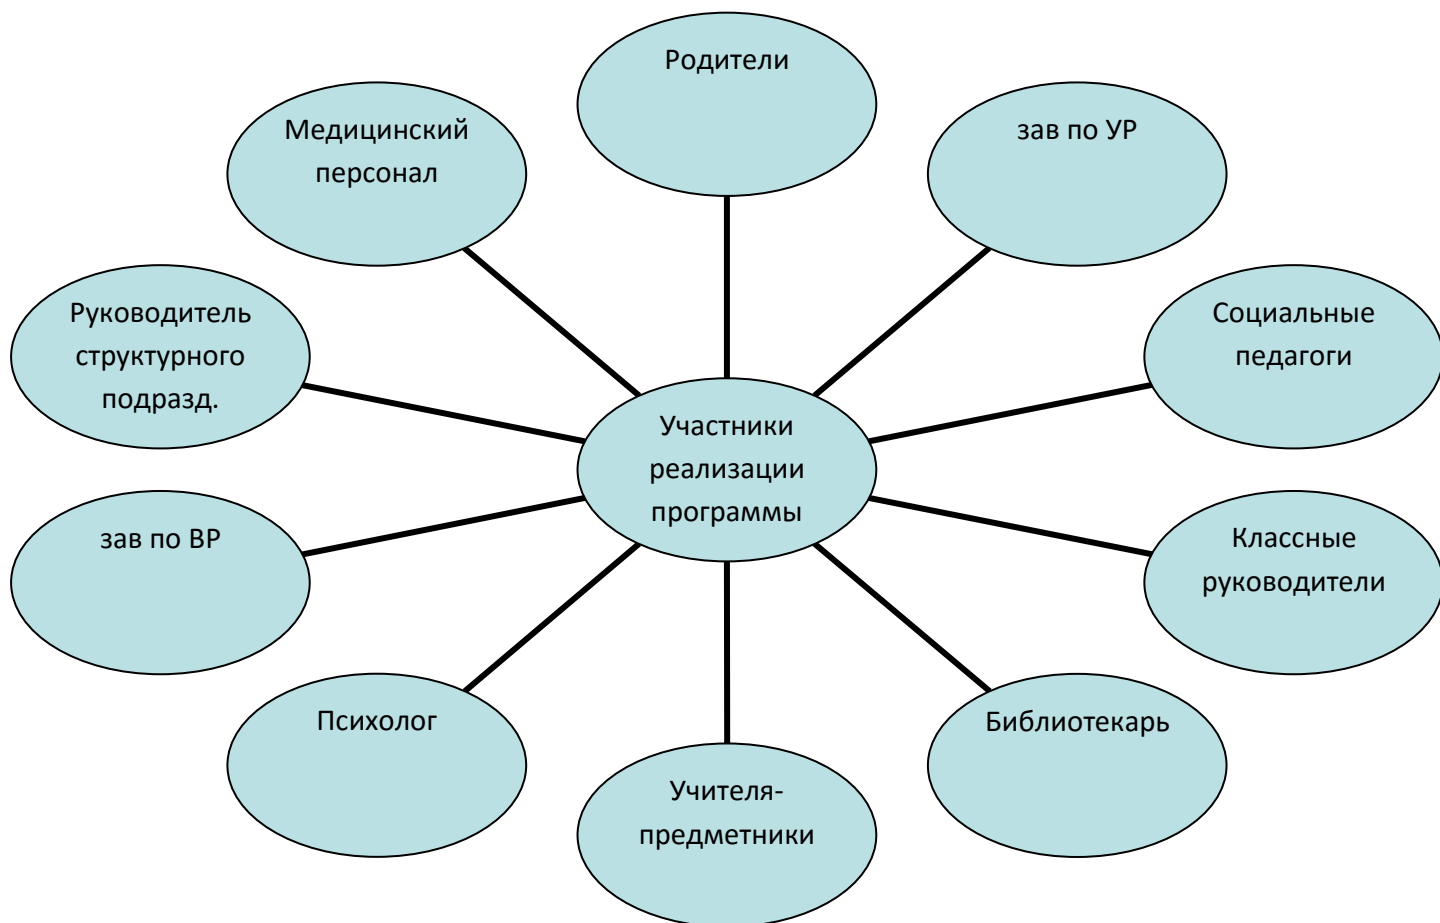 Родители
Медицинский
персонал
зав по УР
Руководитель
структурного
подразд.
Социальные
педагоги
Участники
реализации
программы
зав по ВР
Классные
руководители
Психолог
Библиотекарь
Учителя-
предметники